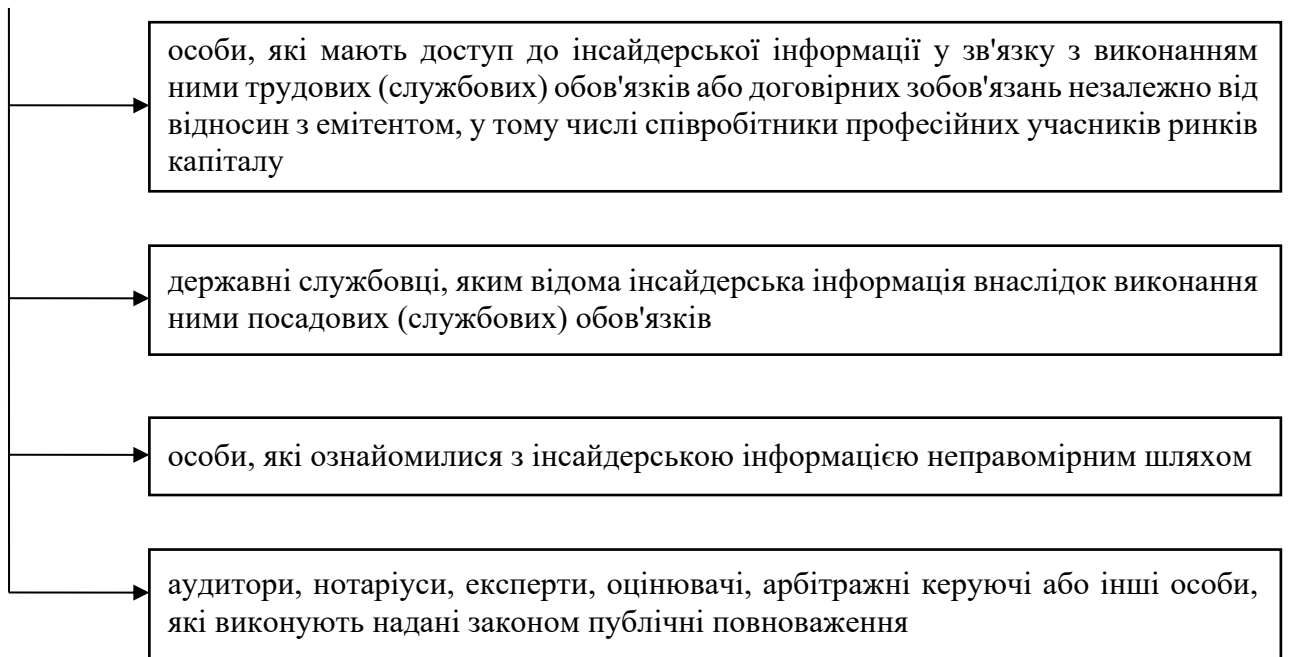 особи, які мають доступ до інсайдерської інформації у зв'язку з виконанням
ними трудових (службових) обов'язків або договірних зобов'язань незалежно від
відносин з емітентом, у тому числі співробітники професійних учасників ринків
капіталу
державні службовці, яким відома інсайдерська інформація внаслідок виконання
ними посадових (службових) обов'язків
особи, які ознайомилися з інсайдерською інформацією неправомірним шляхом
аудитори, нотаріуси, експерти, оцінювачі, арбітражні керуючі або інші особи,
які виконують надані законом публічні повноваження